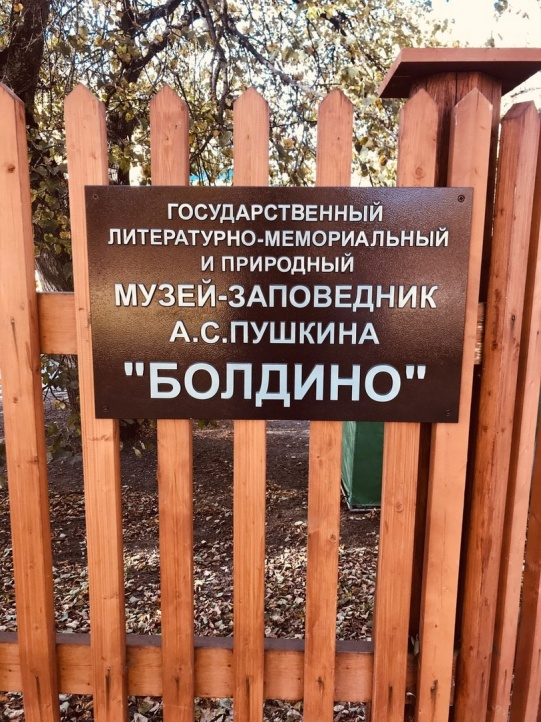 ГОСУДАРСТВЕННЫЙ
ЛИТЕРАТУРНО-МЕМОРИАЛЬНЫЙ
И ПРИРОДНЫЙ
МУЗЕЙ-ЗАПОВЕДНИК
А.С.ПУШКИНА
"БОЛДИНО"